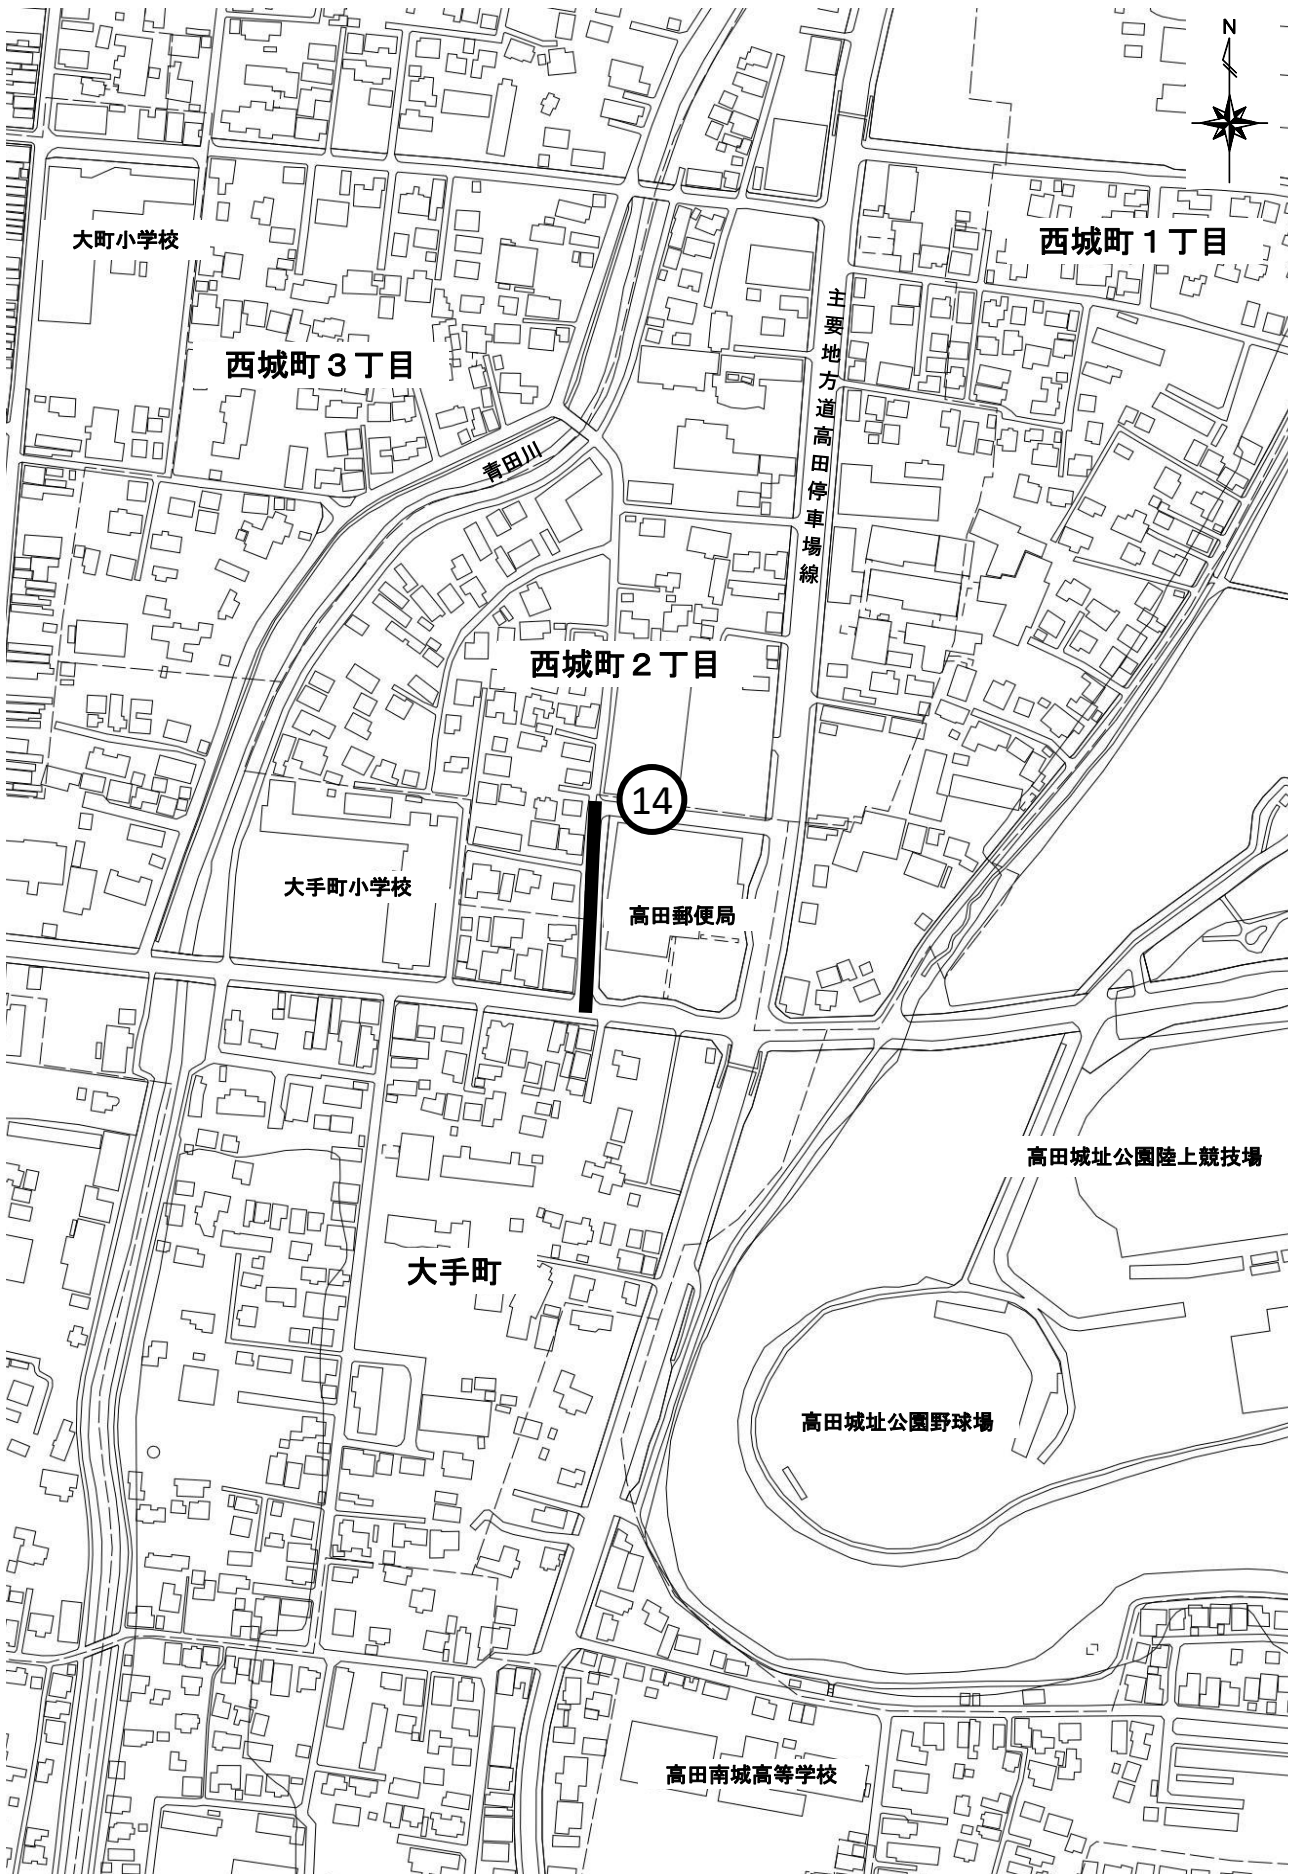 N
大町小学校
西城町１丁目
主要地方道高田停車場線
西城町３丁目
青田川
西城町２丁目
14
大手町小学校
高田郵便局
高田城址公園陸上競技場
大手町
高田城址公園野球場
高田南城高等学校